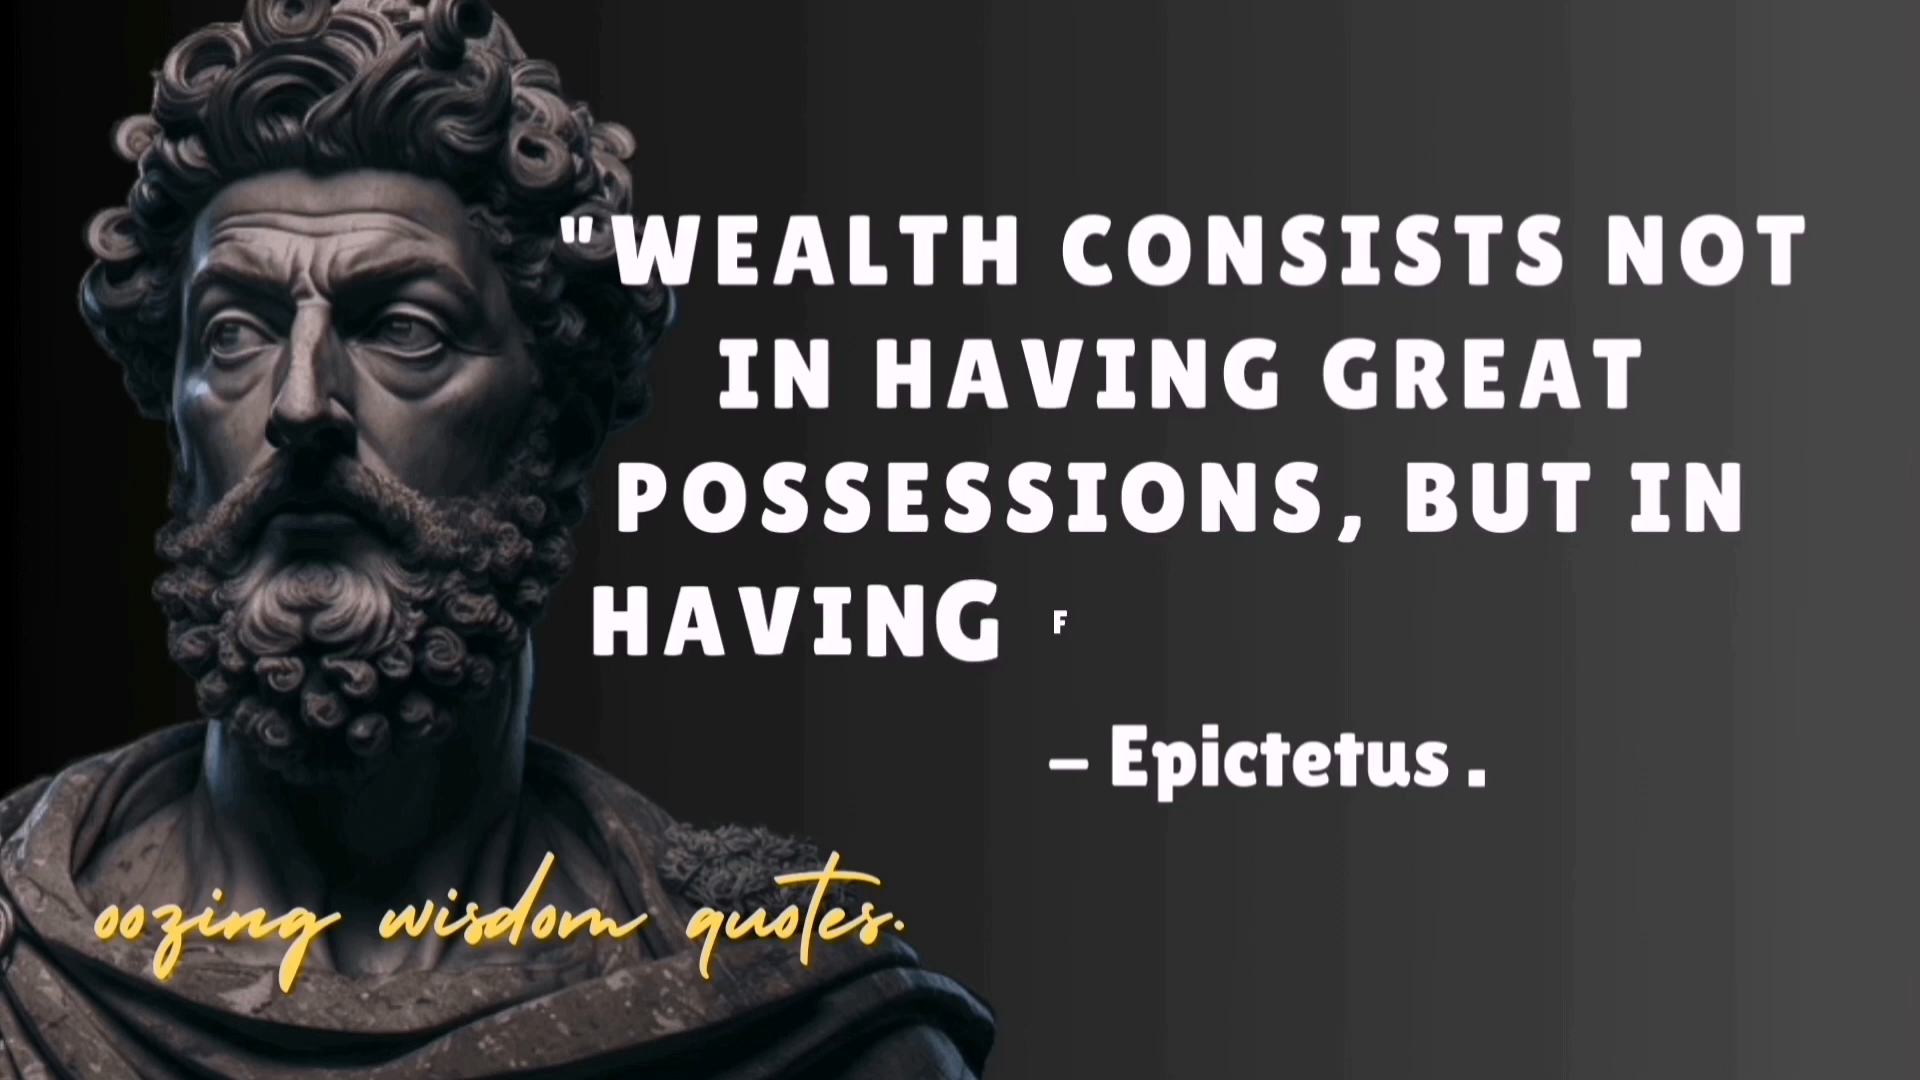 "WEALTH CONSISTS NOT
IN HAVING GREAT
POSSESSIONS, BUT IN
HAVING F
– Epictetus .
oozing wisdom quotes.